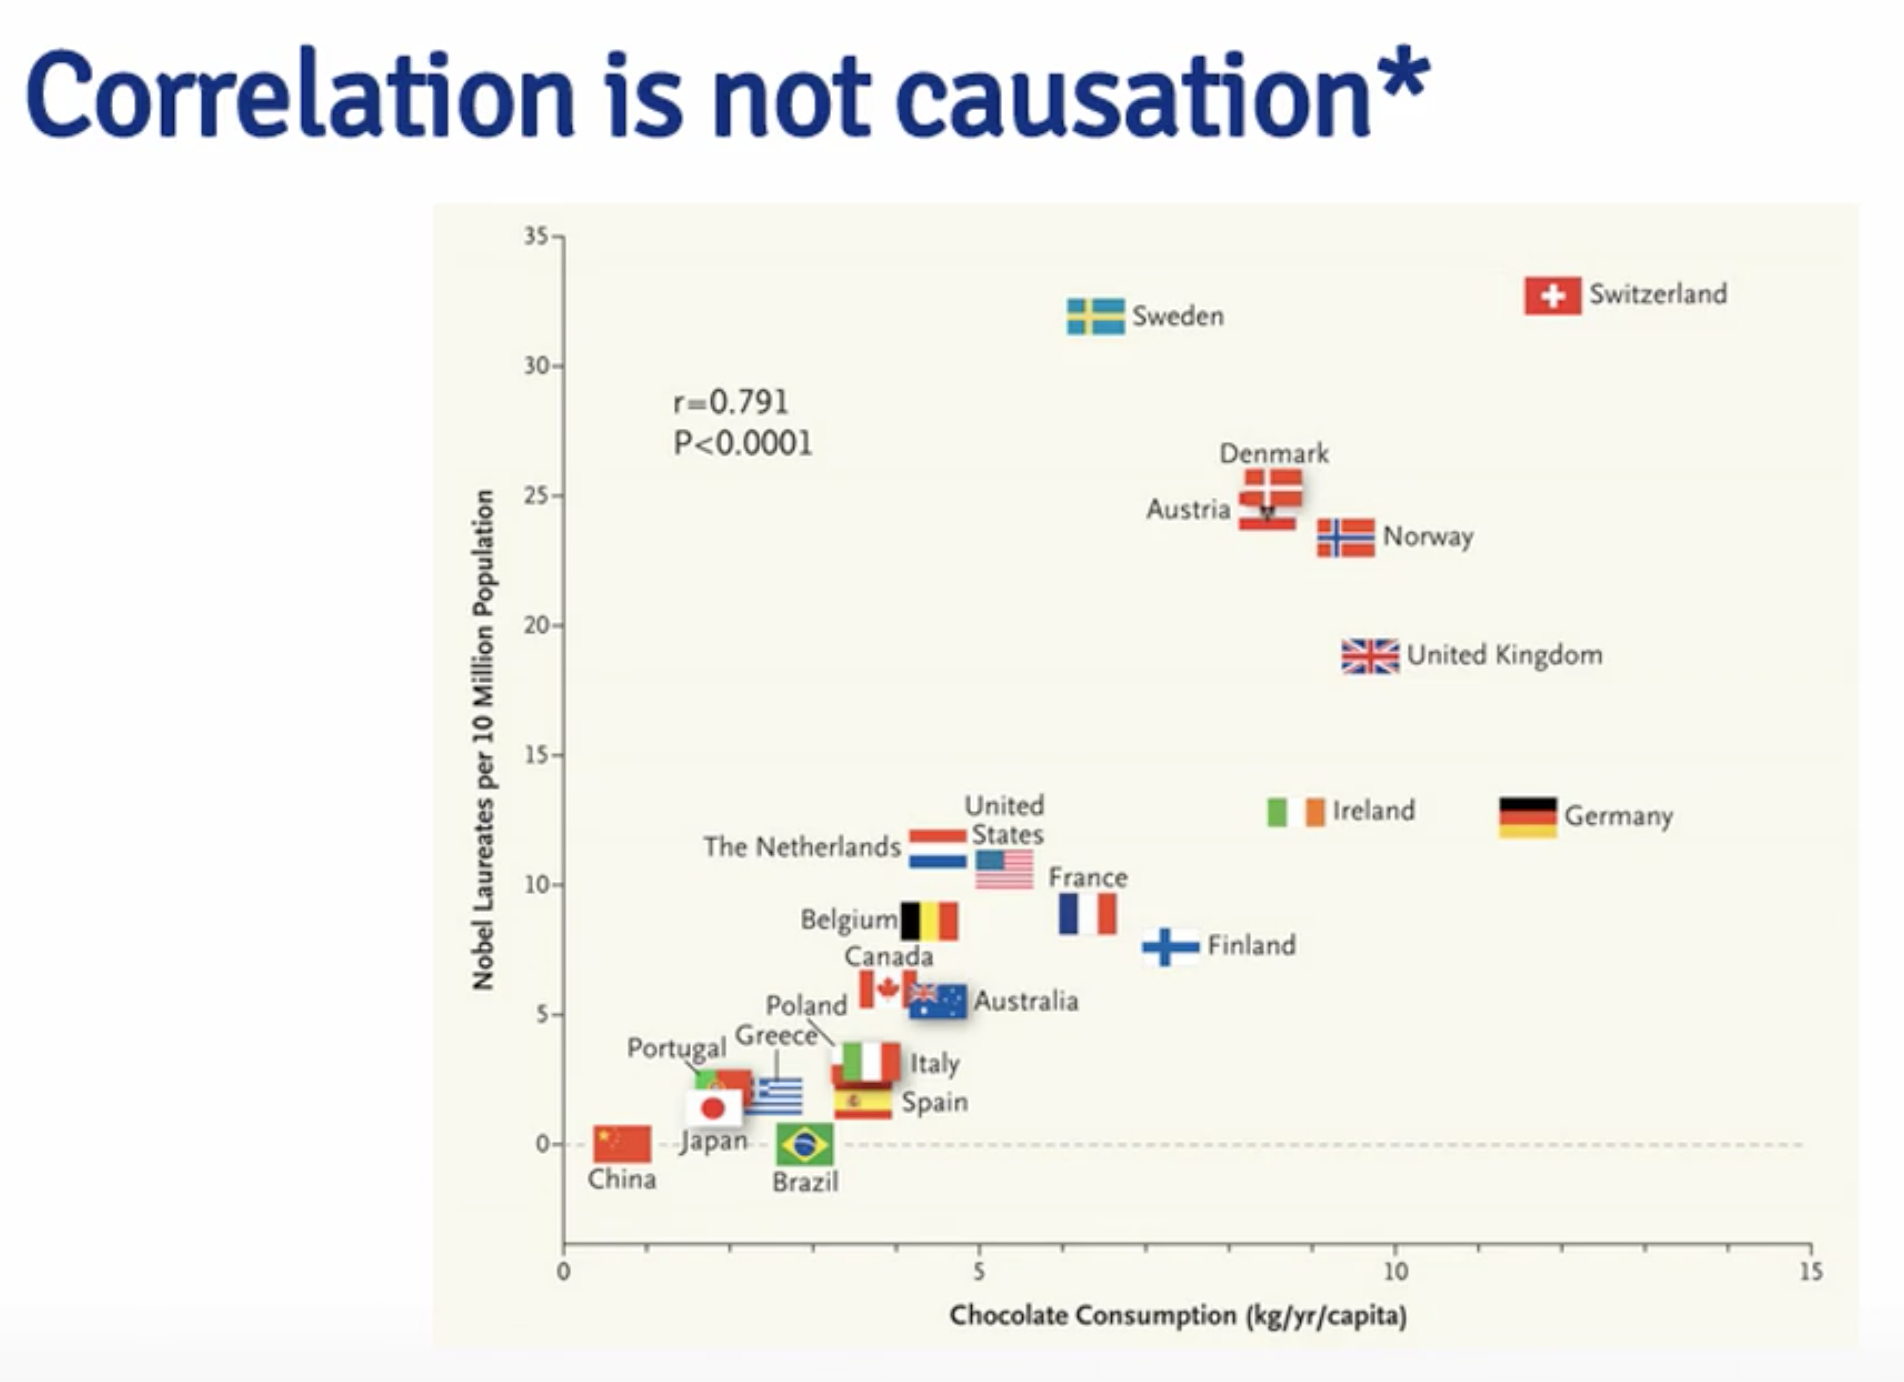 Correlation is not causation*
35
30
25
20
15
10
5
0
Nobel Laureates per 10 Million Population
r=0.791
P<0.0001
Switzerland
Sweden
Denmark
Austria
Norway
United Kingdom
Ireland
Germany
United
States
The Netherlands
France
Belgium
Finland
Canada
Australia
Poland
Greece
Portugal
Italy
Spain
Japan
China
Brazil
0
5
10
15
Chocolate Consumption (kg/yr/capita)